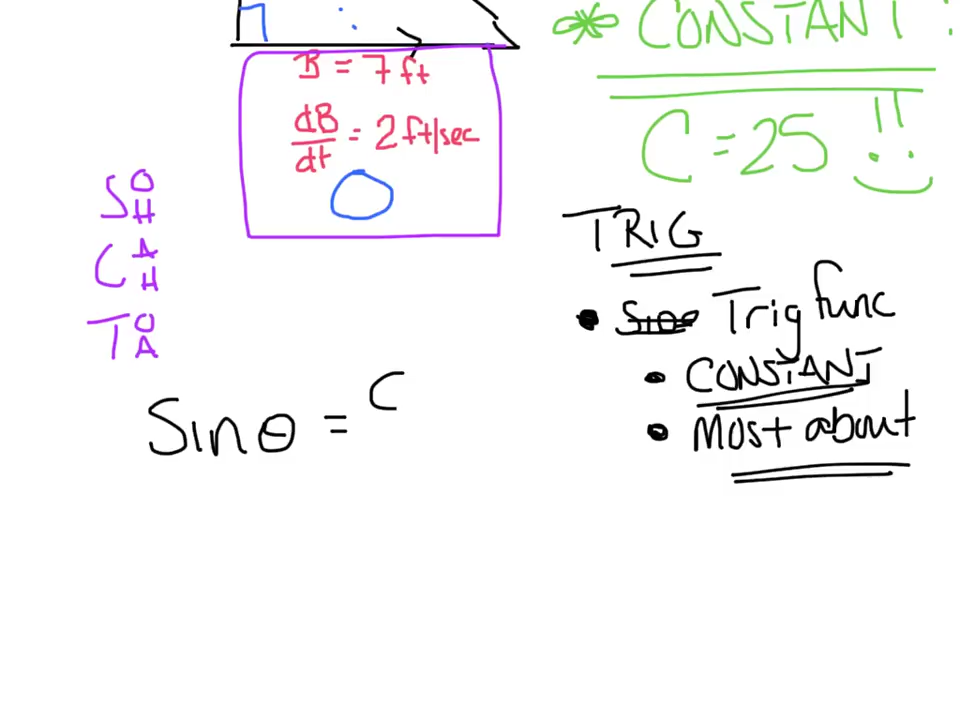 * CONSTANT :
B = 7 ft
dB/dt = 2 ft/sec
C = 25 !!
S O/H
C A/H
T O/A
TRIG
• Trig func
• CONSTANT
• Most about
Sin θ = C